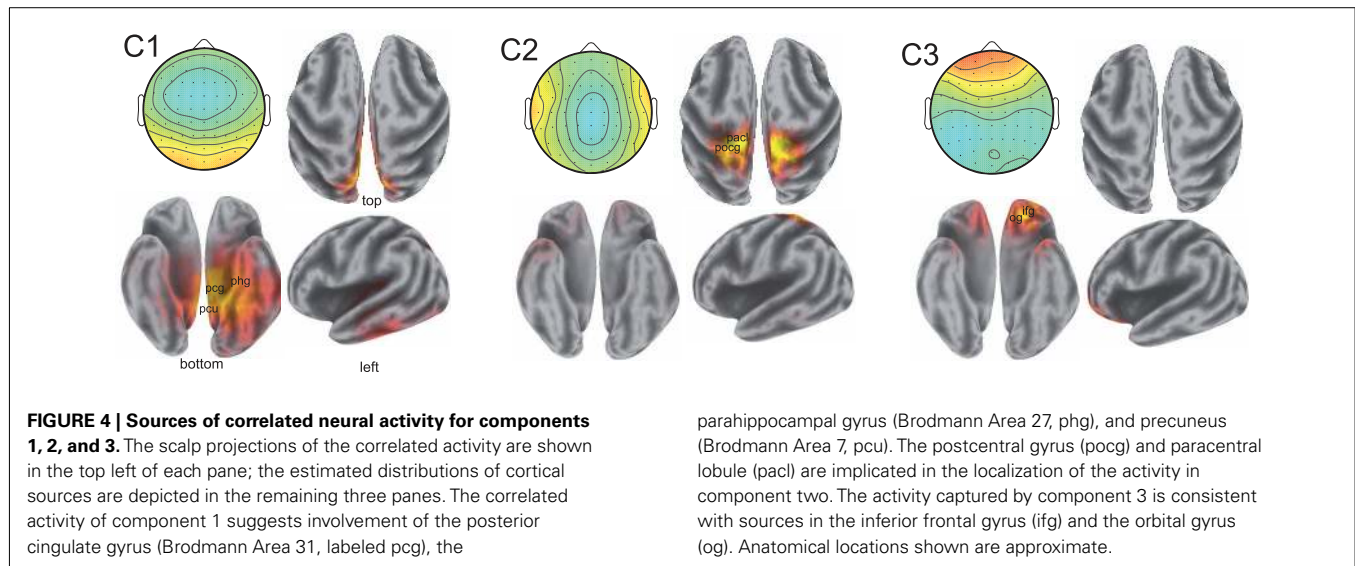 C1
C2
C3
top
pacl
pocg
ifg
og
phg
pcg
pcu
bottom
left
FIGURE 4 | Sources of correlated neural activity for components
1, 2, and 3. The scalp projections of the correlated activity are shown
in the top left of each pane; the estimated distributions of cortical
sources are depicted in the remaining three panes. The correlated
activity of component 1 suggests involvement of the posterior
cingulate gyrus (Brodmann Area 31, labeled pcg), the
parahippocampal gyrus (Brodmann Area 27, phg), and precuneus
(Brodmann Area 7, pcu). The postcentral gyrus (pocg) and paracentral
lobule (pacl) are implicated in the localization of the activity in
component two. The activity captured by component 3 is consistent
with sources in the inferior frontal gyrus (ifg) and the orbital gyrus
(og). Anatomical locations shown are approximate.